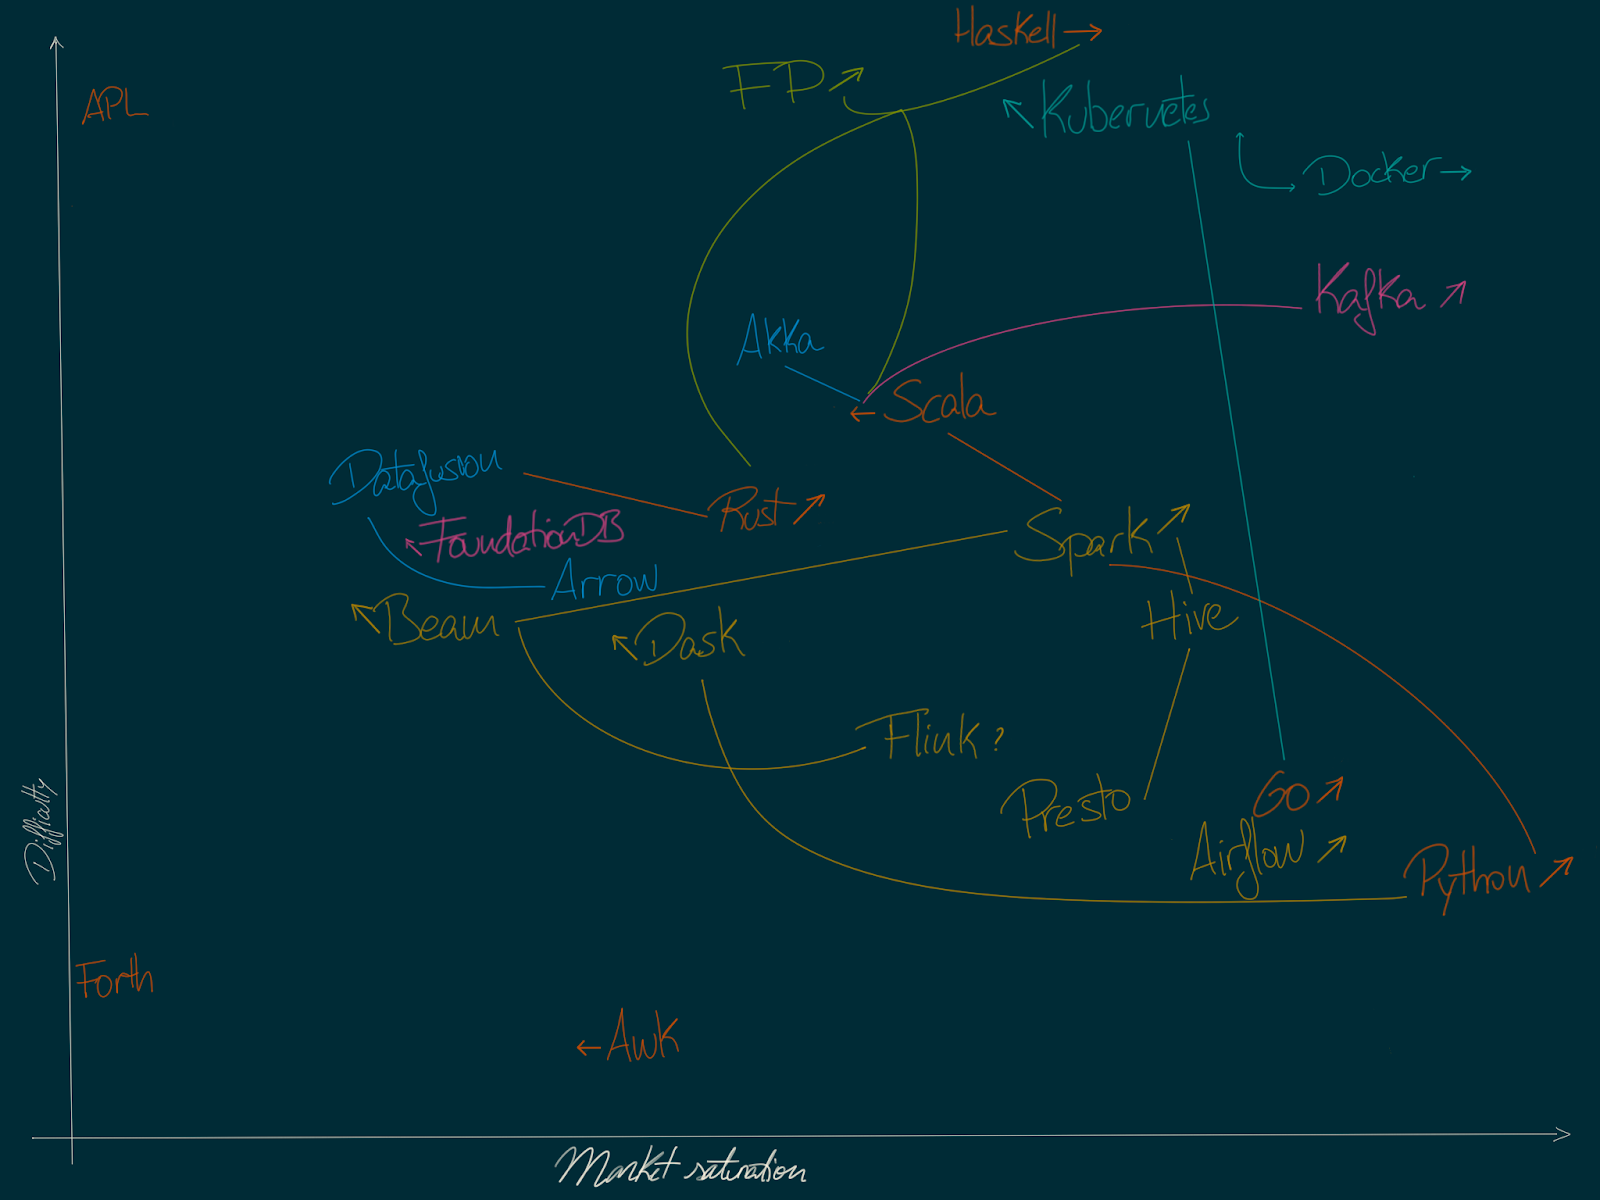 Haskell →
FP ↗
APL
↖ Kubernetes
Docker →
Kafka ↗
Akka
← Scala
Datafusion
Rust ↗
↖ FoundationDB
Spark ↗
Arrow
↖ Beam
↖ Dask
Hive
Flink ?
Presto
Go ↗
Airflow ↗
Python ↗
Difficulty
Forth
← Awk
Market saturation